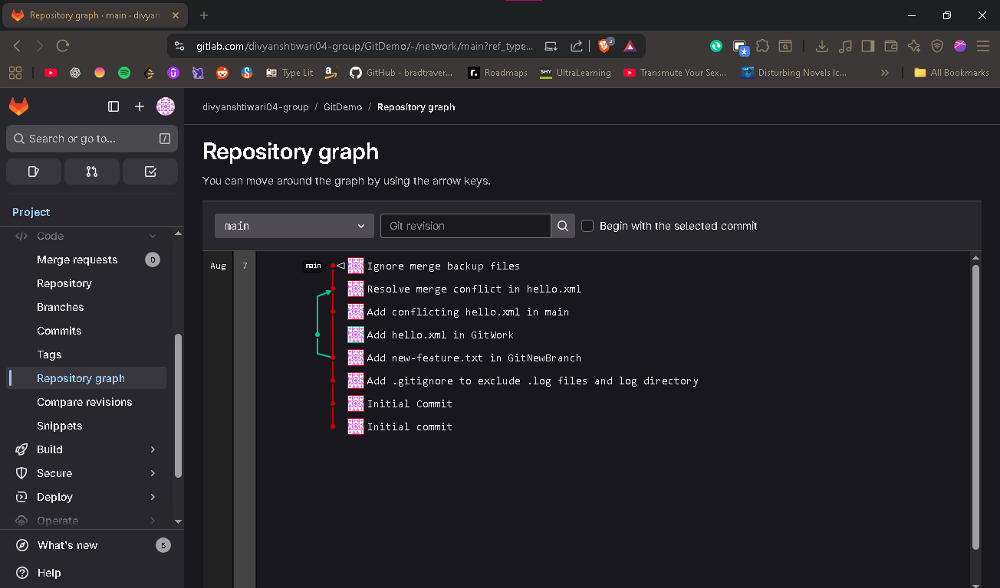 Repository graph · main · divyans
gitlab.com/divyanshtiwari04-group/GitDemo/-/network/main?ref_type...
Type Lit
GitHub - bradtraver...
r.
Roadmaps
SHY
UltraLearning
Transmute Your Sex...
Disturbing Novels Ic...
All Bookmarks
divyanshtiwari04-group / GitDemo / Repository graph
Search or go to...
/
Repository graph
You can move around the graph by using the arrow keys.
Project
main
Git revision
Begin with the selected commit
Code
Merge requests 0
Repository
Branches
Commits
Tags
Repository graph
Compare revisions
Snippets
Build
Secure
Deploy
Operate
What's new 5
Help
Aug 7
main
Ignore merge backup files
Resolve merge conflict in hello.xml
Add conflicting hello.xml in main
Add hello.xml in GitWork
Add new-feature.txt in GitNewBranch
Add .gitignore to exclude .log files and log directory
Initial Commit
Initial commit